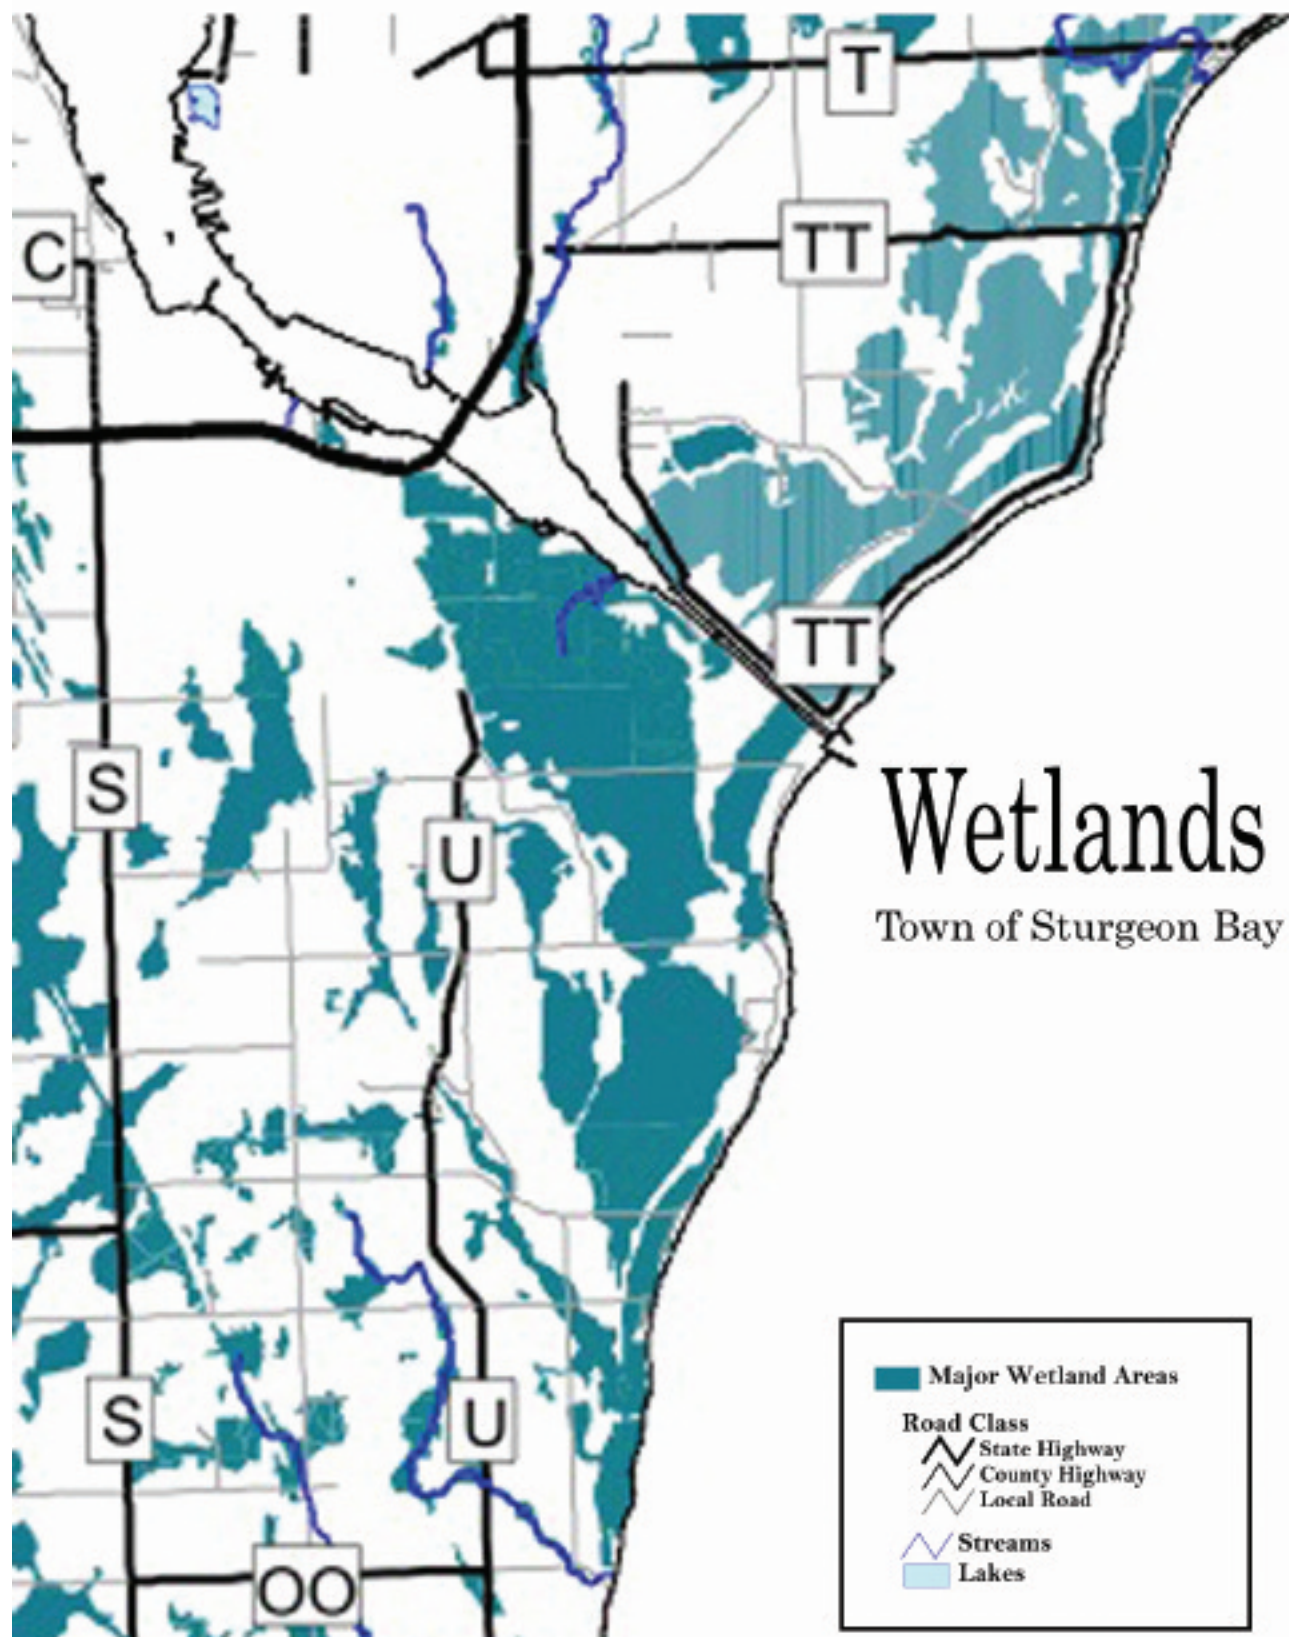 T
TT
C
TT
S
Wetlands
U
Town of Sturgeon Bay
Major Wetland Areas
S
U
Road Class
State Highway
County Highway
Local Road
Streams
Lakes
OO